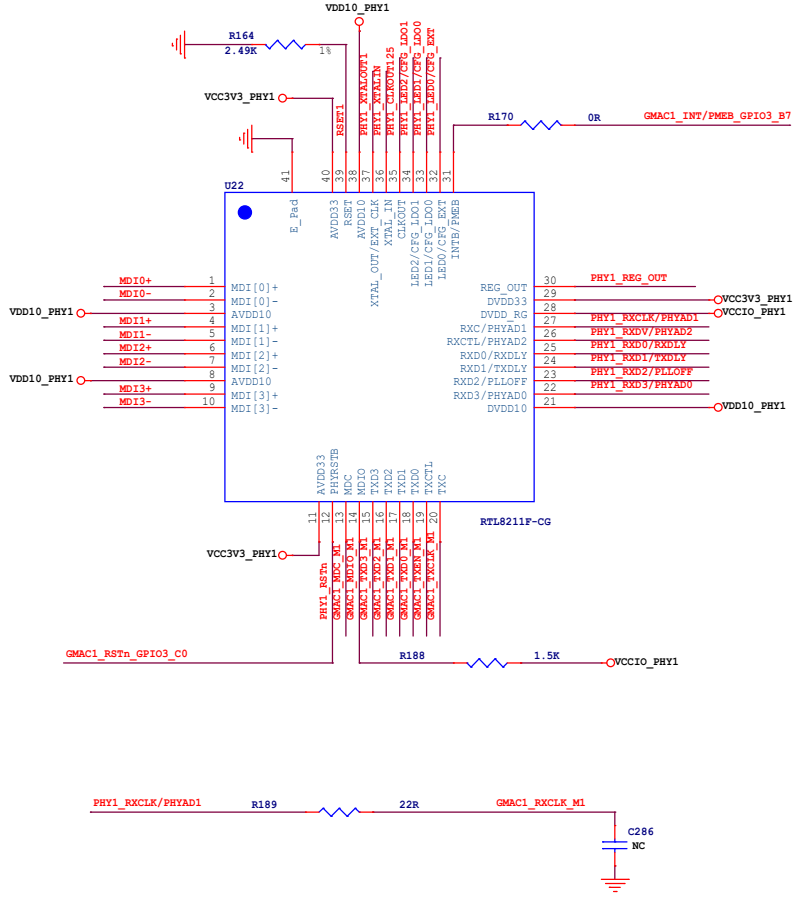 VDD10_PHY1
R164
2.49K
1%
VCC3V3_PHY1
RSET1
PHY1_XTALOUT1
PHY1_XTALIN
PHY1_CLKOUT125
PHY1_LED2/CFG_LDO1
PHY1_LED1/CFG_LDO0
PHY1_LED0/CFG_EXT
R170
0R
GMAC1_INT/PMEB_GPIO3_B7
41
40
39
38
37
36
35
34
33
32
31
U22
E_Pad
AVDD33
RSET
AVDD10
XTAL_OUT/EXT_CLK
XTAL_IN
CLKOUT
LED2/CFG_LDO1
LED1/CFG_LDO0
LED0/CFG_EXT
INTB/PMEB
MDI0+ 1 MDI[0]+
MDI0- 2 MDI[0]-
VDD10_PHY1 3 AVDD10
MDI1+ 4 MDI[1]+
MDI1- 5 MDI[1]-
MDI2+ 6 MDI[2]+
MDI2- 7 MDI[2]-
VDD10_PHY1 8 AVDD10
MDI3+ 9 MDI[3]+
MDI3- 10 MDI[3]-
REG_OUT 30 PHY1_REG_OUT
DVDD33 29 VCC3V3_PHY1
DVDD_RG 28 VCCIO_PHY1
RXC/PHYAD1 27 PHY1_RXCLK/PHYAD1
RXCTL/PHYAD2 26 PHY1_RXDV/PHYAD2
RXD0/RXDLY 25 PHY1_RXD0/RXDLY
RXD1/TXDLY 24 PHY1_RXD1/TXDLY
RXD2/PLLOFF 23 PHY1_RXD2/PLLOFF
RXD3/PHYAD0 22 PHY1_RXD3/PHYAD0
DVDD10 21 VDD10_PHY1
AVDD33
PHYRSTB
MDC
MDIO
TXD3
TXD2
TXD1
TXD0
TXCTL
TXC
11
12
13
14
15
16
17
18
19
20
RTL8211F-CG
VCC3V3_PHY1
PHY1_RSTn
GMAC1_MDC_M1
GMAC1_MDIO_M1
GMAC1_TXD3_M1
GMAC1_TXD2_M1
GMAC1_TXD1_M1
GMAC1_TXD0_M1
GMAC1_TXEN_M1
GMAC1_TXCLK_M1
GMAC1_RSTn_GPIO3_C0
R188
1.5K
VCCIO_PHY1
PHY1_RXCLK/PHYAD1
R189
22R
GMAC1_RXCLK_M1
C286
NC